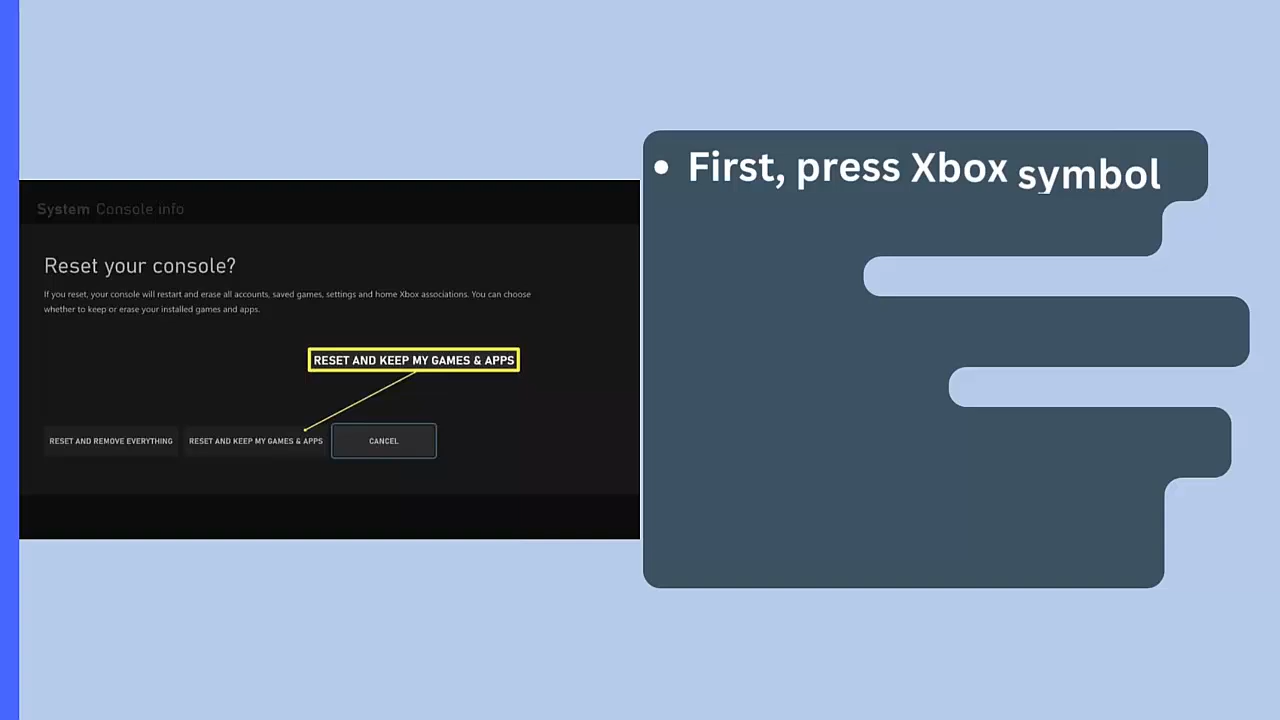 System Console info
Reset your console?
If you reset, your console will restart and erase all accounts, saved games, settings and home Xbox associations. You can choose
whether to keep or erase your installed games and apps.
RESET AND KEEP MY GAMES & APPS
RESET AND REMOVE EVERYTHING RESET AND KEEP MY GAMES & APPS CANCEL
• First, press Xbox symbol